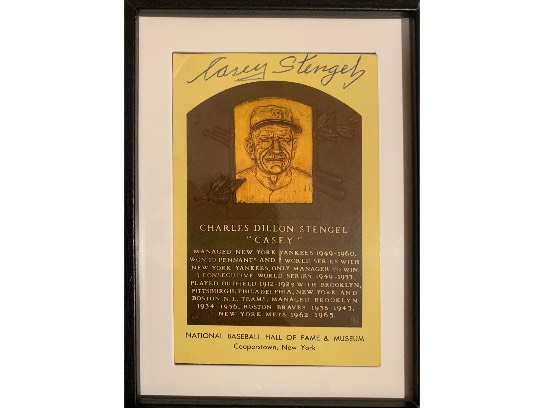 Casey Stengel
CHARLES DILLON STENGEL
"CASEY"
MANAGED NEW YORK YANKEES 1949-1960.
WON 10 PENNANTS AND 7 WORLD SERIES WITH
NEW YORK YANKEES. ONLY MANAGER TO WIN
5 CONSECUTIVE WORLD SERIES 1949-1953.
PLAYED OUTFIELD 1912-1925 WITH BROOKLYN,
PITTSBURGH, PHILADELPHIA, NEW YORK AND
BOSTON N.L. TEAMS. MANAGED BROOKLYN
1934-1936, BOSTON BRAVES 1938-1943,
NEW YORK METS 1962-1965.
NATIONAL BASEBALL HALL OF FAME & MUSEUM
Cooperstown, New York